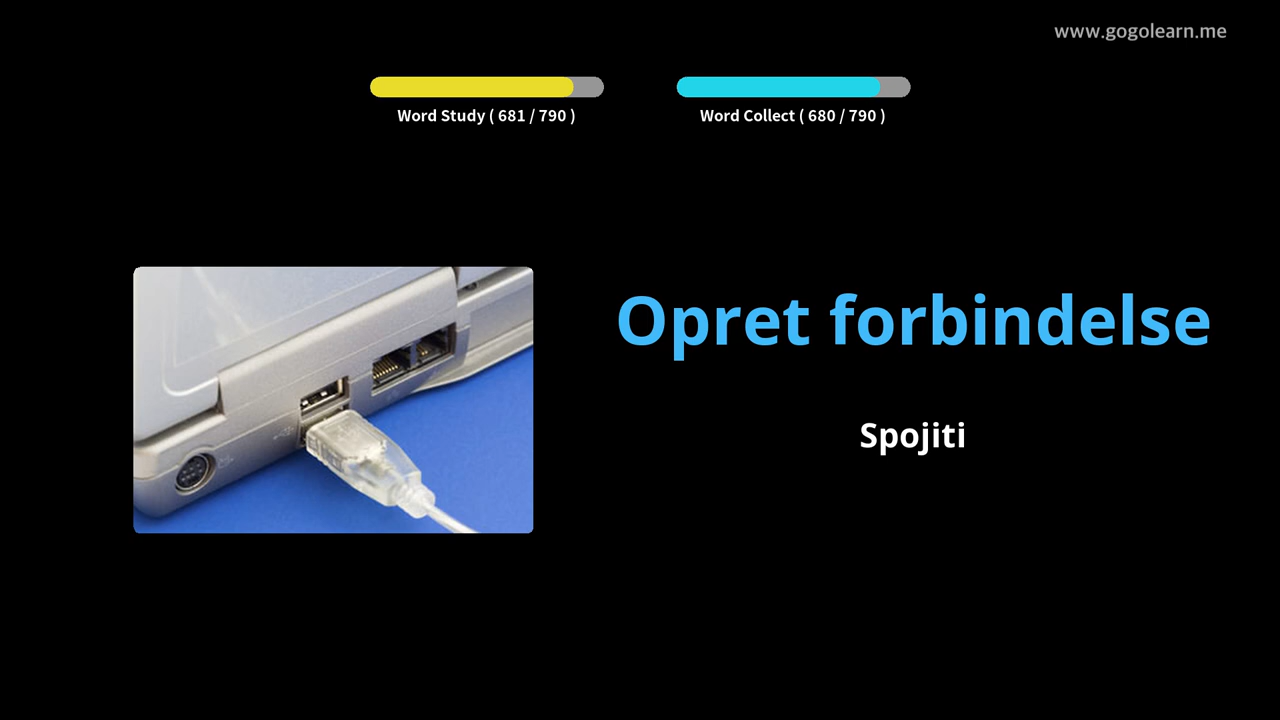 www.gogolearn.me
Word Study ( 681 / 790 )
Word Collect ( 680 / 790 )
Opret forbindelse
Spojiti